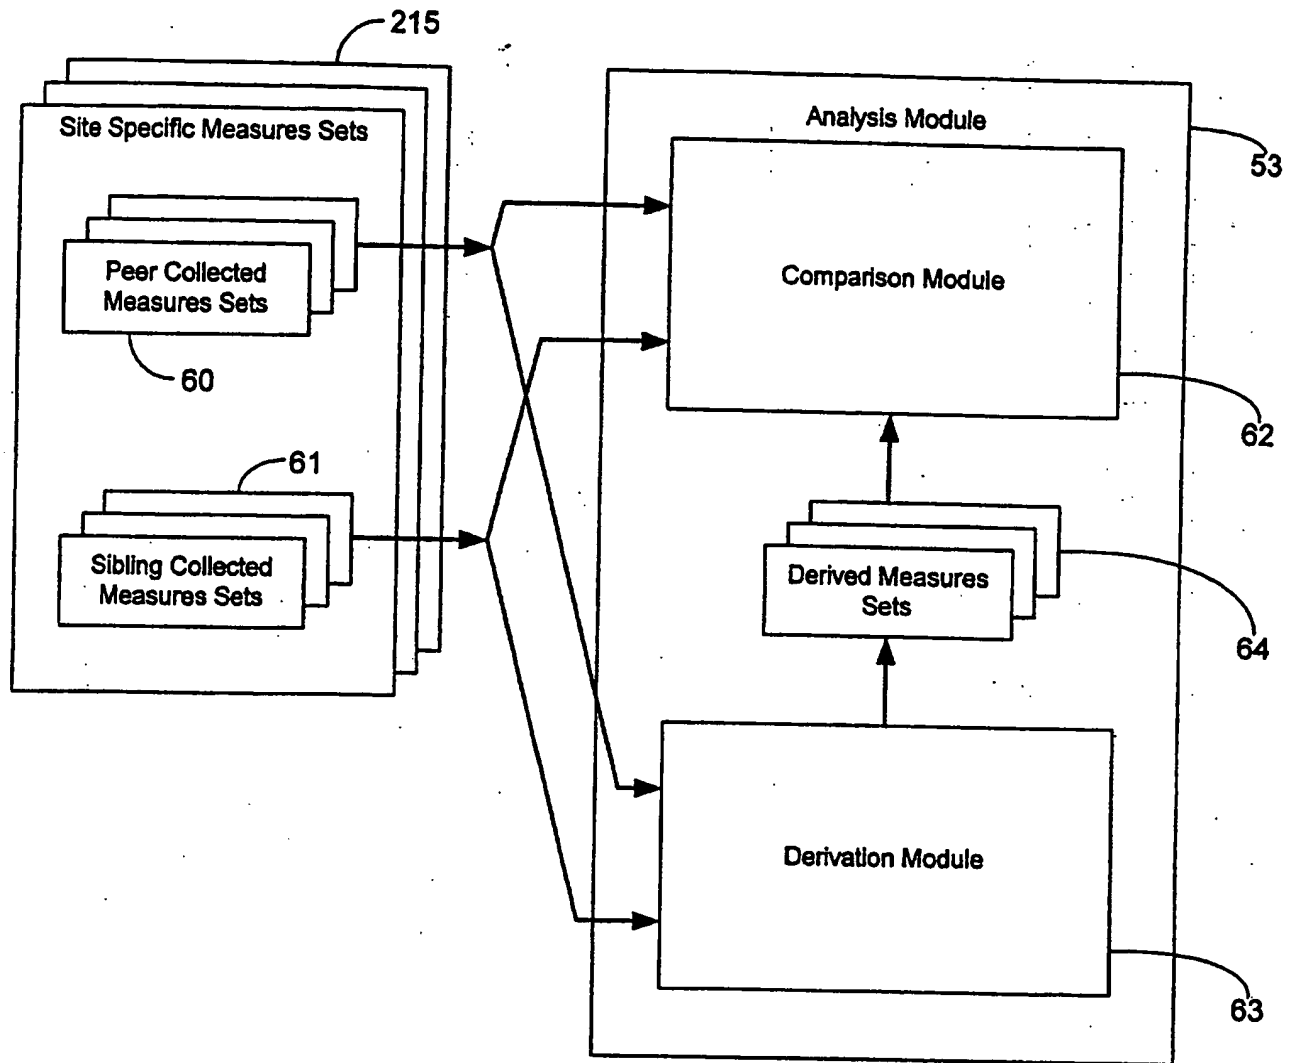 215
Site Specific Measures Sets
Analysis Module
53
Peer Collected
Measures Sets
60
Comparison Module
62
61
Sibling Collected
Measures Sets
Derived Measures
Sets
64
Derivation Module
63